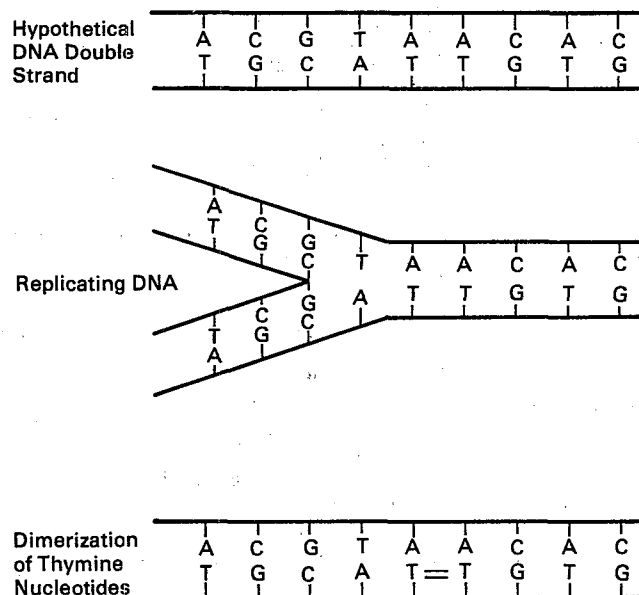 Hypothetical
DNA Double
Strand
A C G T A A C A C
T G C A T T G T G
Replicating DNA
A C G T A A C A C
T G C
T C G A T T G T G
A G C
Dimerization
of Thymine
Nucleotides
A C G T A A C A C
T G C A T=T G T G